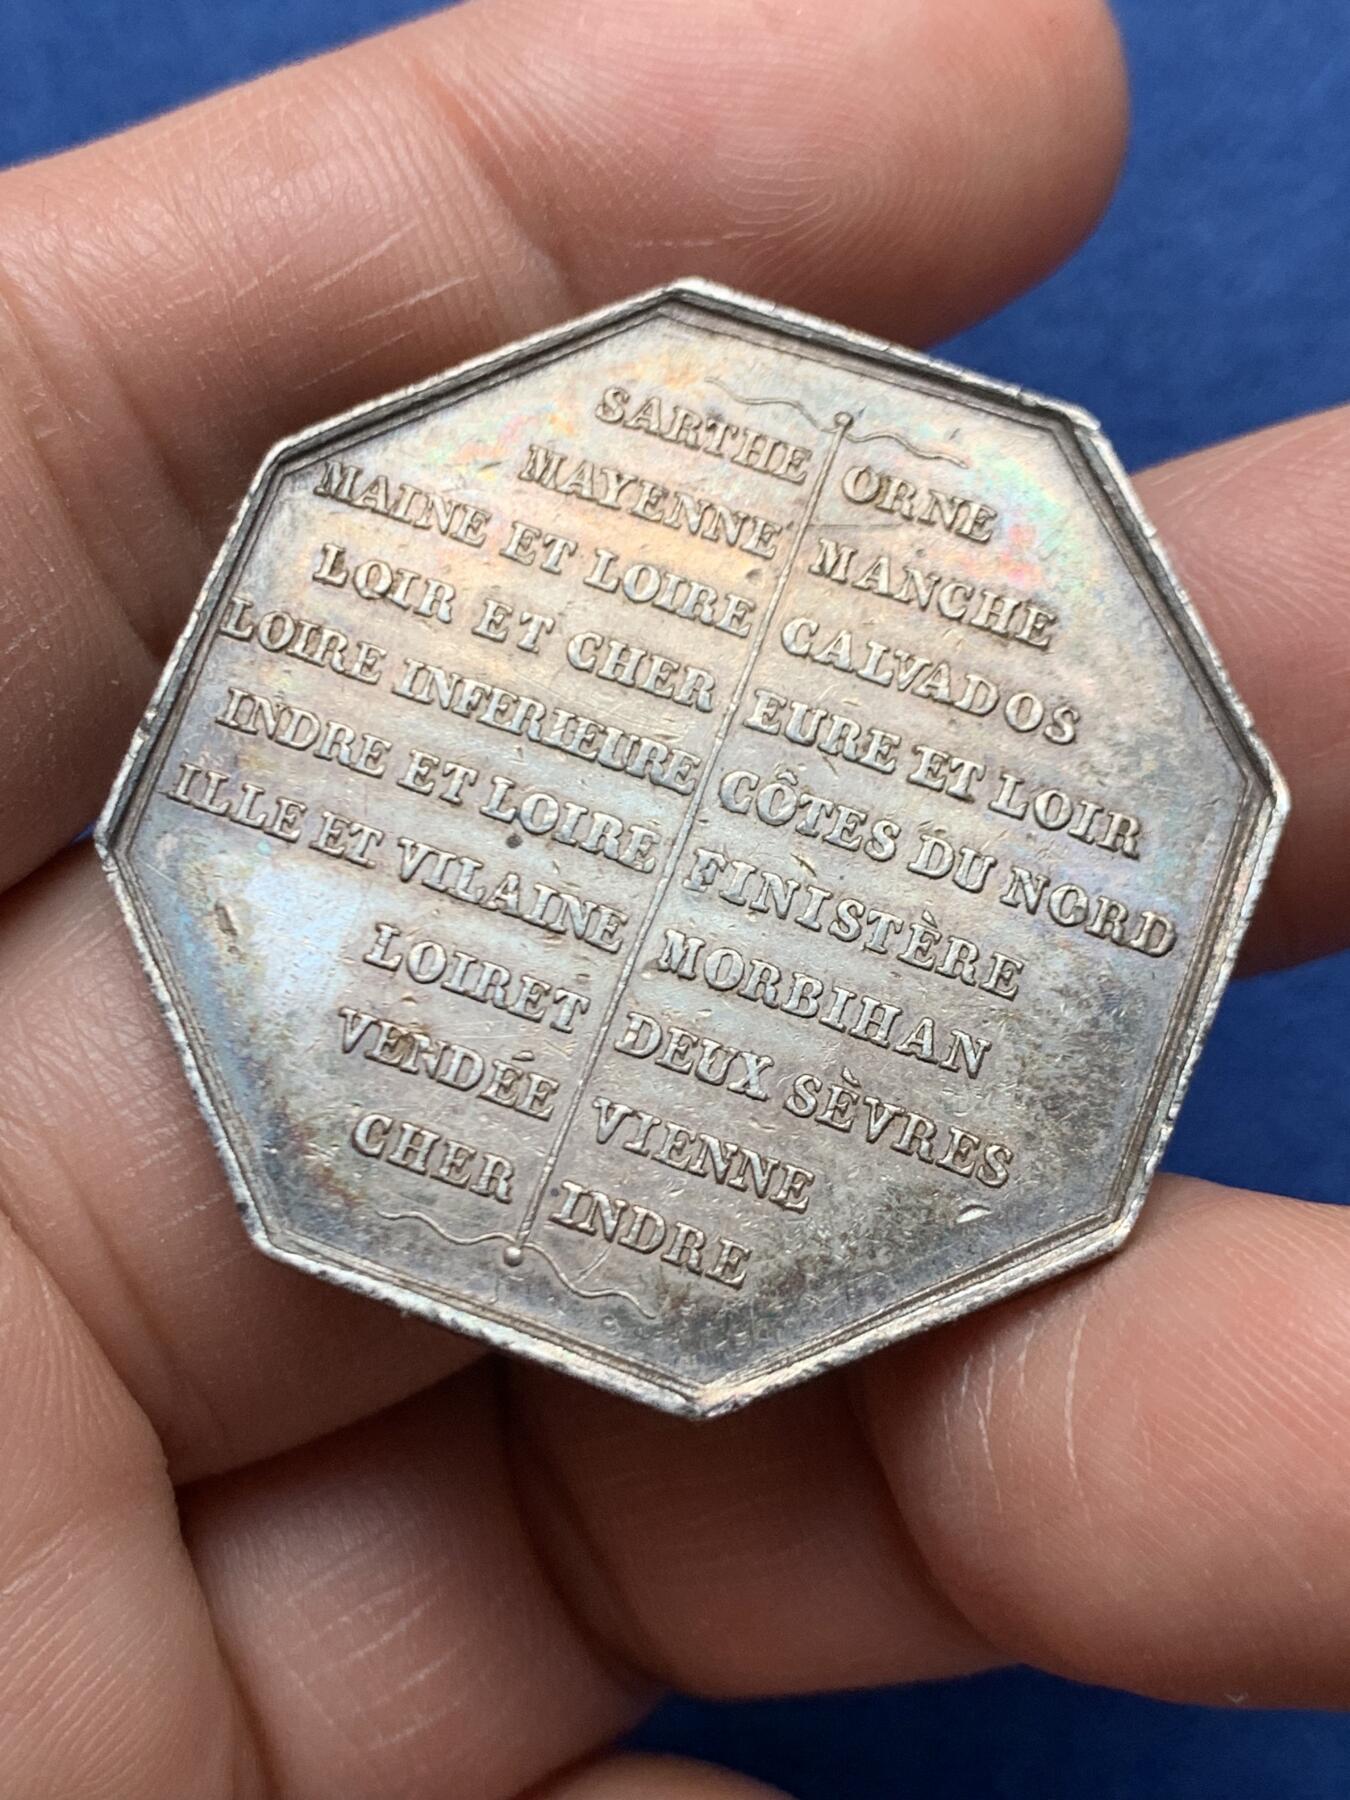 SARTHE ORNE
MAYENNE MANCHE
MAINE ET LOIRE CALVADOS
LOIR ET CHER EURE ET LOIR
LOIRE INFERIEURE CÔTES DU NORD
INDRE ET LOIRE FINISTÈRE
ILLE ET VILAINE MORBIHAN
LOIRET DEUX SÈVRES
VENDÉE VIENNE
CHER INDRE